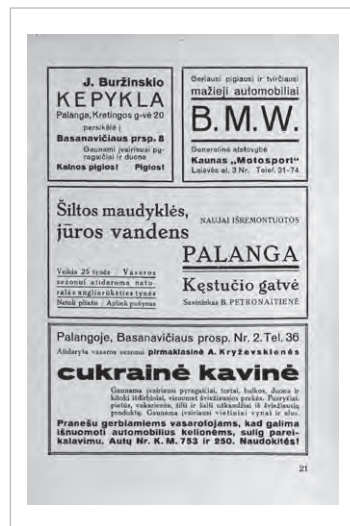 J. Buržinskio
KEPYKLA
Palanga, Kretingos g-vė 20
persikėlė į
Basanavičiaus prsp. 8
Gaunami įvairiusi py-
ragaičiai ir duona
Kainos pigios! Pigios!
Geriausi pigiausi ir tvirčiausi
mažieji automobiliai
B.M.W.
Generalinė atstovybė
Kaunas „Motosport“
Laisvės al. 3 Nr. Telef. 31-74
Šiltos maudyklės,
jūros vandens
NAUJAI IŠREMONTUOTOS
PALANGA
Veikia 25 tynės / Vasaros
sezonui atidaroma natu-
ralės angliarūkšties tynės
Netoli pliažo / Aplink pušynas
Kęstučio gatvė
Savininkas B. PETRONAITIENĖ
Palangoje, Basanavičiaus prosp. Nr. 2. Tel. 36
Atidaryta vasaros sezonui pirmaklasinė A. Kryževskienės
cukrainė kavinė
Gaunama įvairiausi pyragaičiai, tortai, bulkos, duona ir
kitoki išdirbiniai, visuomet šviežiausios prekės. Pusryčiai,
pietūs, vakarienės, šilti ir šalti užkandžiai iš šviežiausių
produktų. Gaunama įvairiausi vietiniai vynai ir alus.
Pranešu gerbiamiems vasarotojams, kad galima
išnuomoti automobilius kelionėms, sulig parei-
kalavimu. Autų Nr. K. M. 753 ir 250. Naudokitės!
21